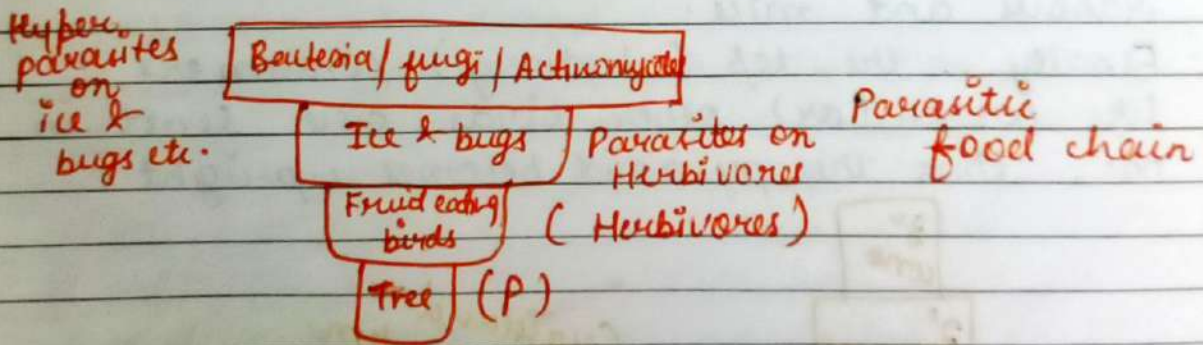 Hyper.
parasites
on
ice &
bugs etc.
Bacteria/fungi/Actinomycetes
Ice & bugs
Parasites on
Herbivores
Parasitic
food chain
Fruid eating
birds
(Herbivores)
Tree
(P)